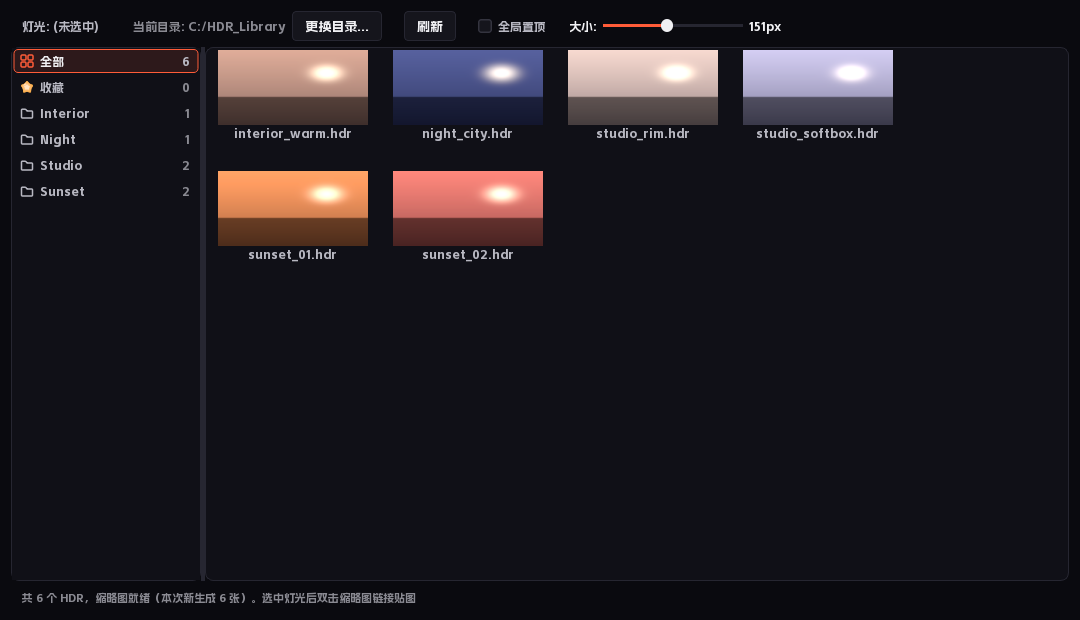 灯光: (未选中) 当前目录: C:/HDR_Library 更换目录... 刷新 全局置顶 大小: 151px
全部 6
收藏 0
Interior 1
Night 1
Studio 2
Sunset 2
interior_warm.hdr night_city.hdr studio_rim.hdr studio_softbox.hdr
sunset_01.hdr sunset_02.hdr
共 6 个 HDR，缩略图就绪（本次新生成 6 张）。选中灯光后双击缩略图链接贴图